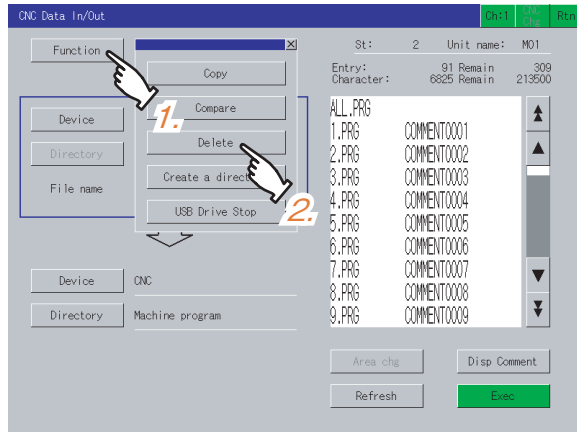 CNC Data In/Out
Ch:1
CNC Chg
Rtn
Function
Copy
Compare
Delete
Create a direct
USB Drive Stop
1.
2.
Device
Directory
File name
Device CNC
Directory Machine program
St: 2 Unit name: M01
Entry: 91 Remain 309
Character: 6825 Remain 213500
ALL.PRG
1.PRG COMMENT0001
2.PRG COMMENT0002
3.PRG COMMENT0003
4.PRG COMMENT0004
5.PRG COMMENT0005
6.PRG COMMENT0006
7.PRG COMMENT0007
8.PRG COMMENT0008
9.PRG COMMENT0009
Area chg
Disp Comment
Refresh
Exec